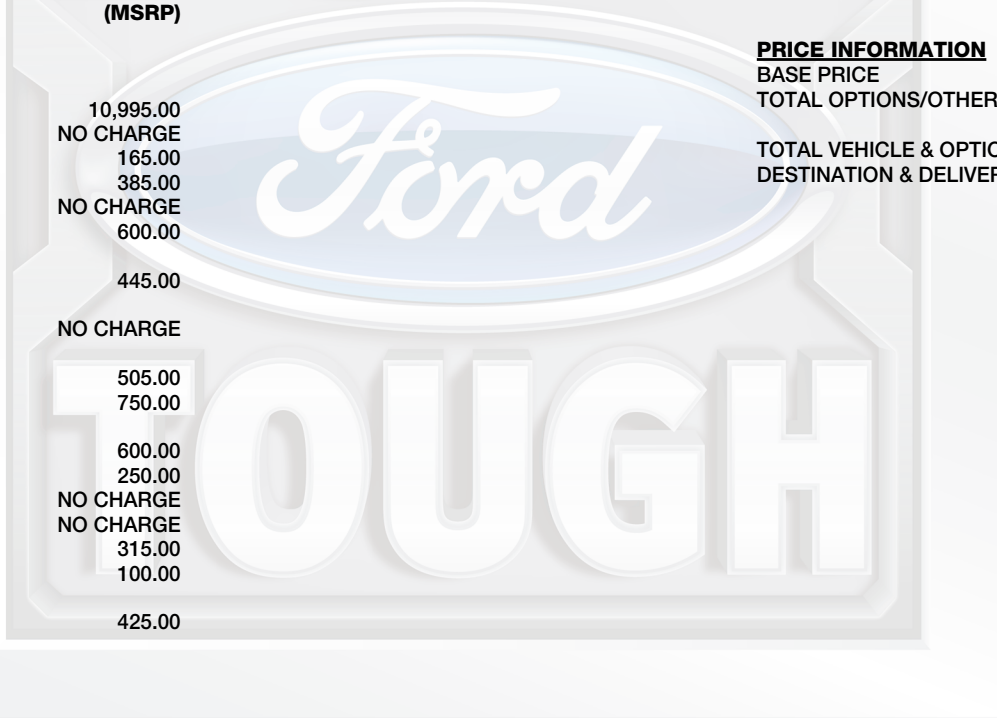 (MSRP)
10,995.00
NO CHARGE
165.00
385.00
NO CHARGE
600.00
445.00
NO CHARGE
505.00
750.00
600.00
250.00
NO CHARGE
NO CHARGE
315.00
100.00
425.00
PRICE INFORMATION
BASE PRICE
TOTAL OPTIONS/OTHER
TOTAL VEHICLE & OPTIO
DESTINATION & DELIVER
Ford
TOUGH